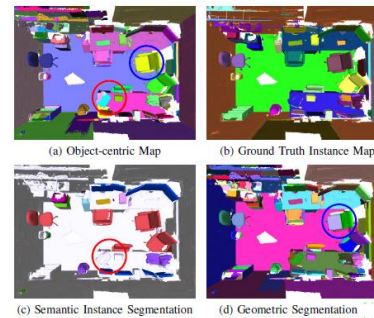 (a) Object-centric Map
(b) Ground Truth Instance Map
(c) Semantic Instance Segmentation
(d) Geometric Segmentation